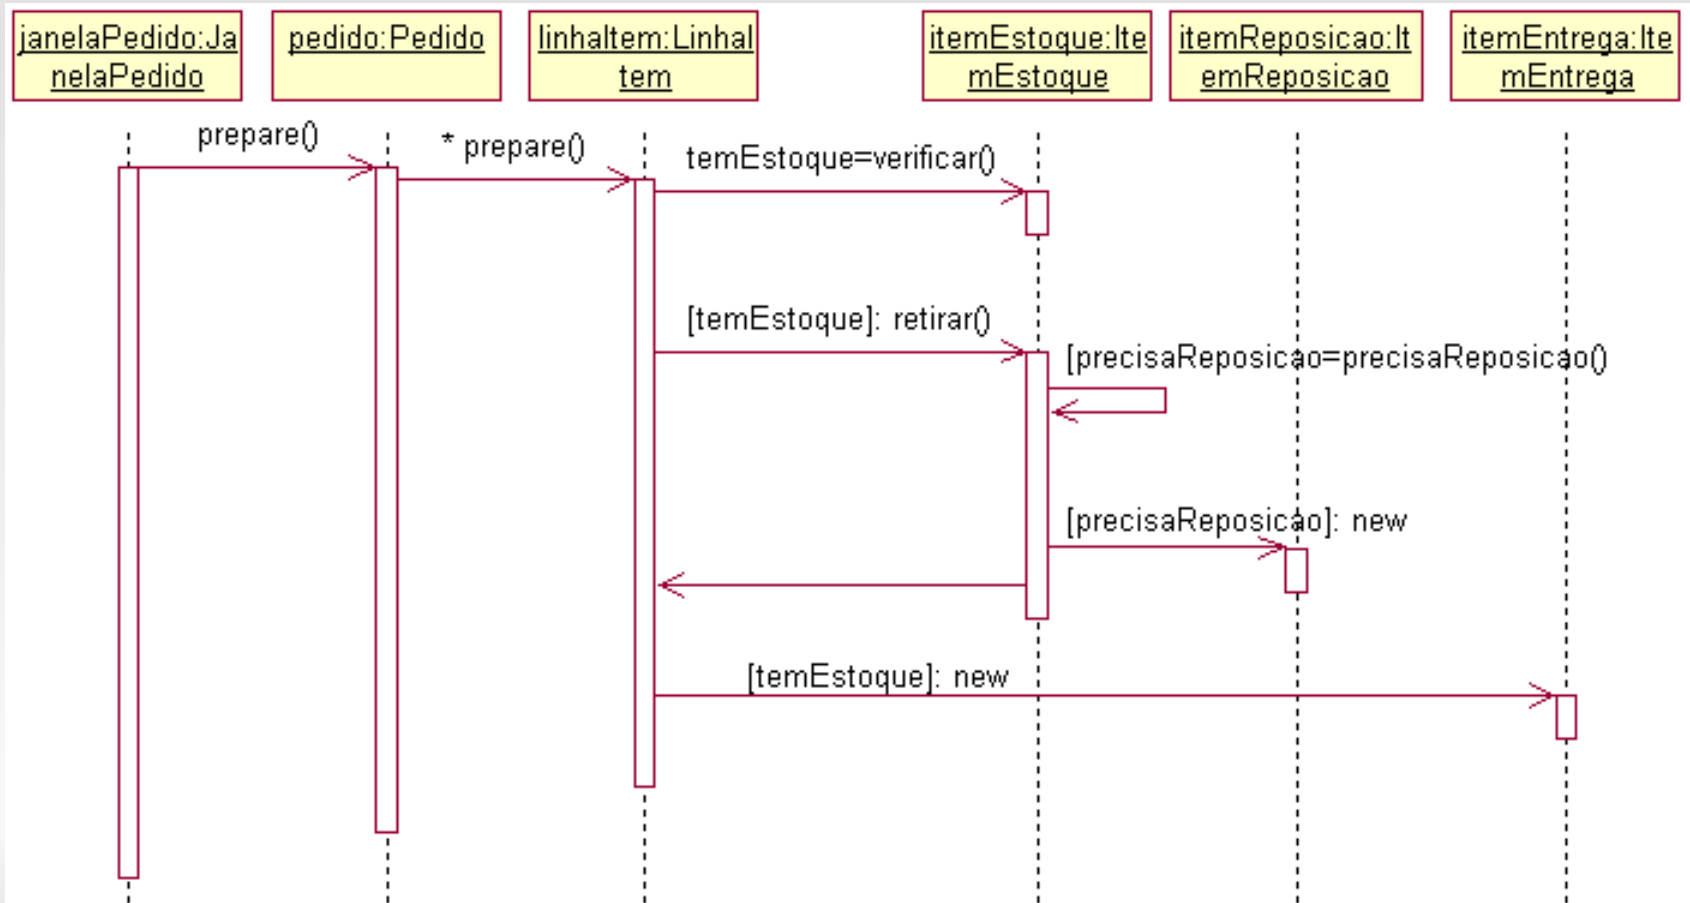 janelaPedido:Ja
nelaPedido
pedido:Pedido
linhaItem:LinhaI
tem
itemEstoque:Ite
mEstoque
itemReposicao:It
emReposicao
itemEntrega:Ite
mEntrega
prepare()
* prepare()
temEstoque=verificar()
[temEstoque]: retirar()
[precisaReposicao=precisaReposicao()
[precisaReposicao]: new
[temEstoque]: new